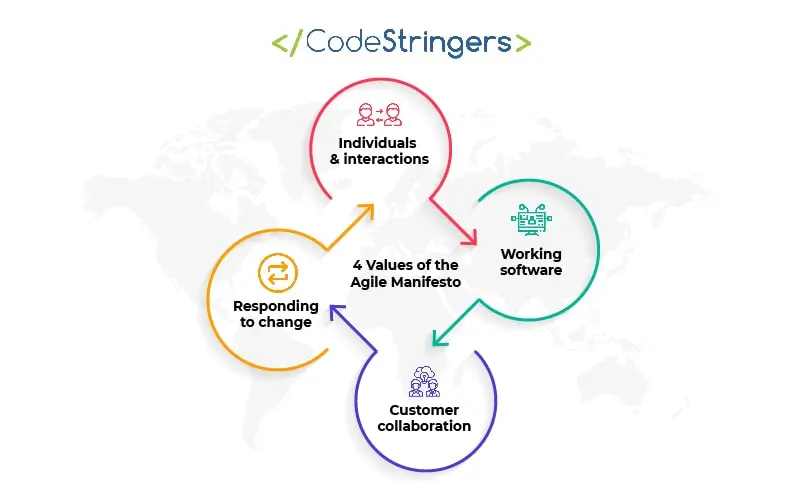 </CodeStringers>
Individuals
& interactions
Working
software
4 Values of the
Agile Manifesto
Responding
to change
Customer
collaboration